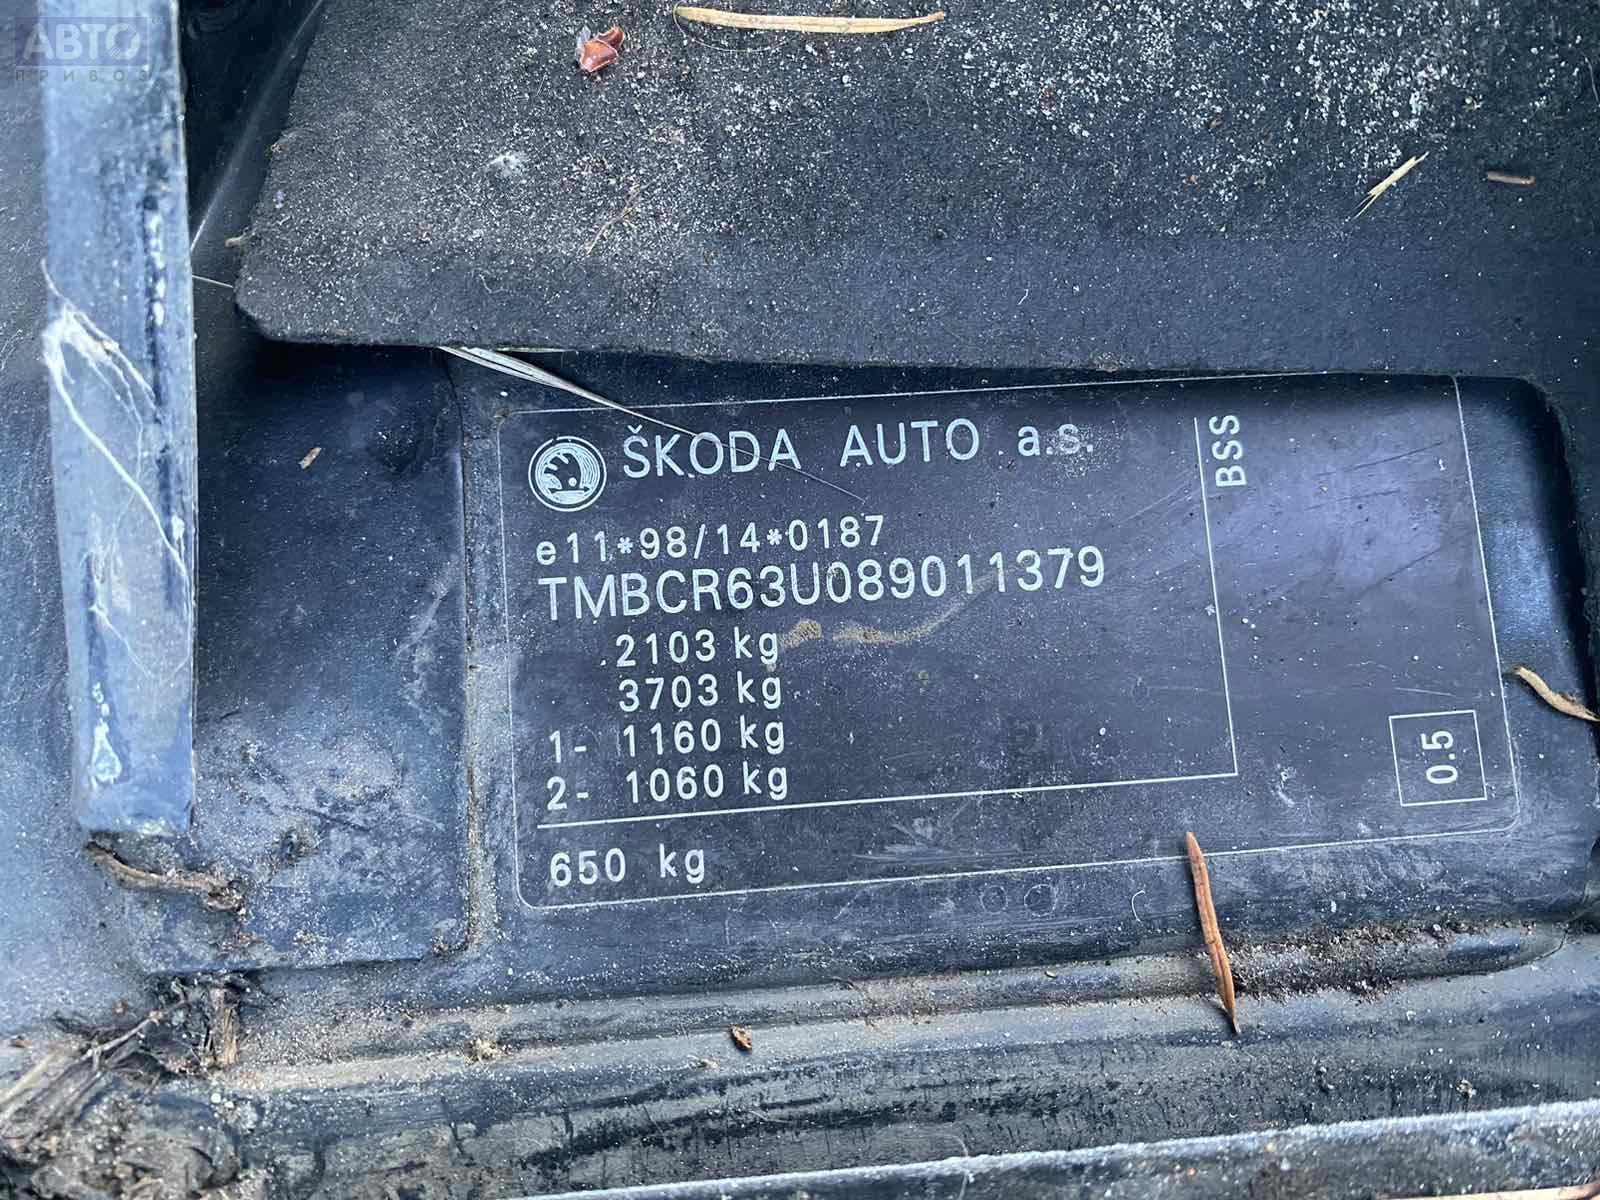 АВТО
ПРИВОЗ
ŠKODA AUTO a.s.
BSS
e11*98/14*0187
TMBCR63U089011379
2103 kg
3703 kg
1- 1160 kg
2- 1060 kg
650 kg
0.5